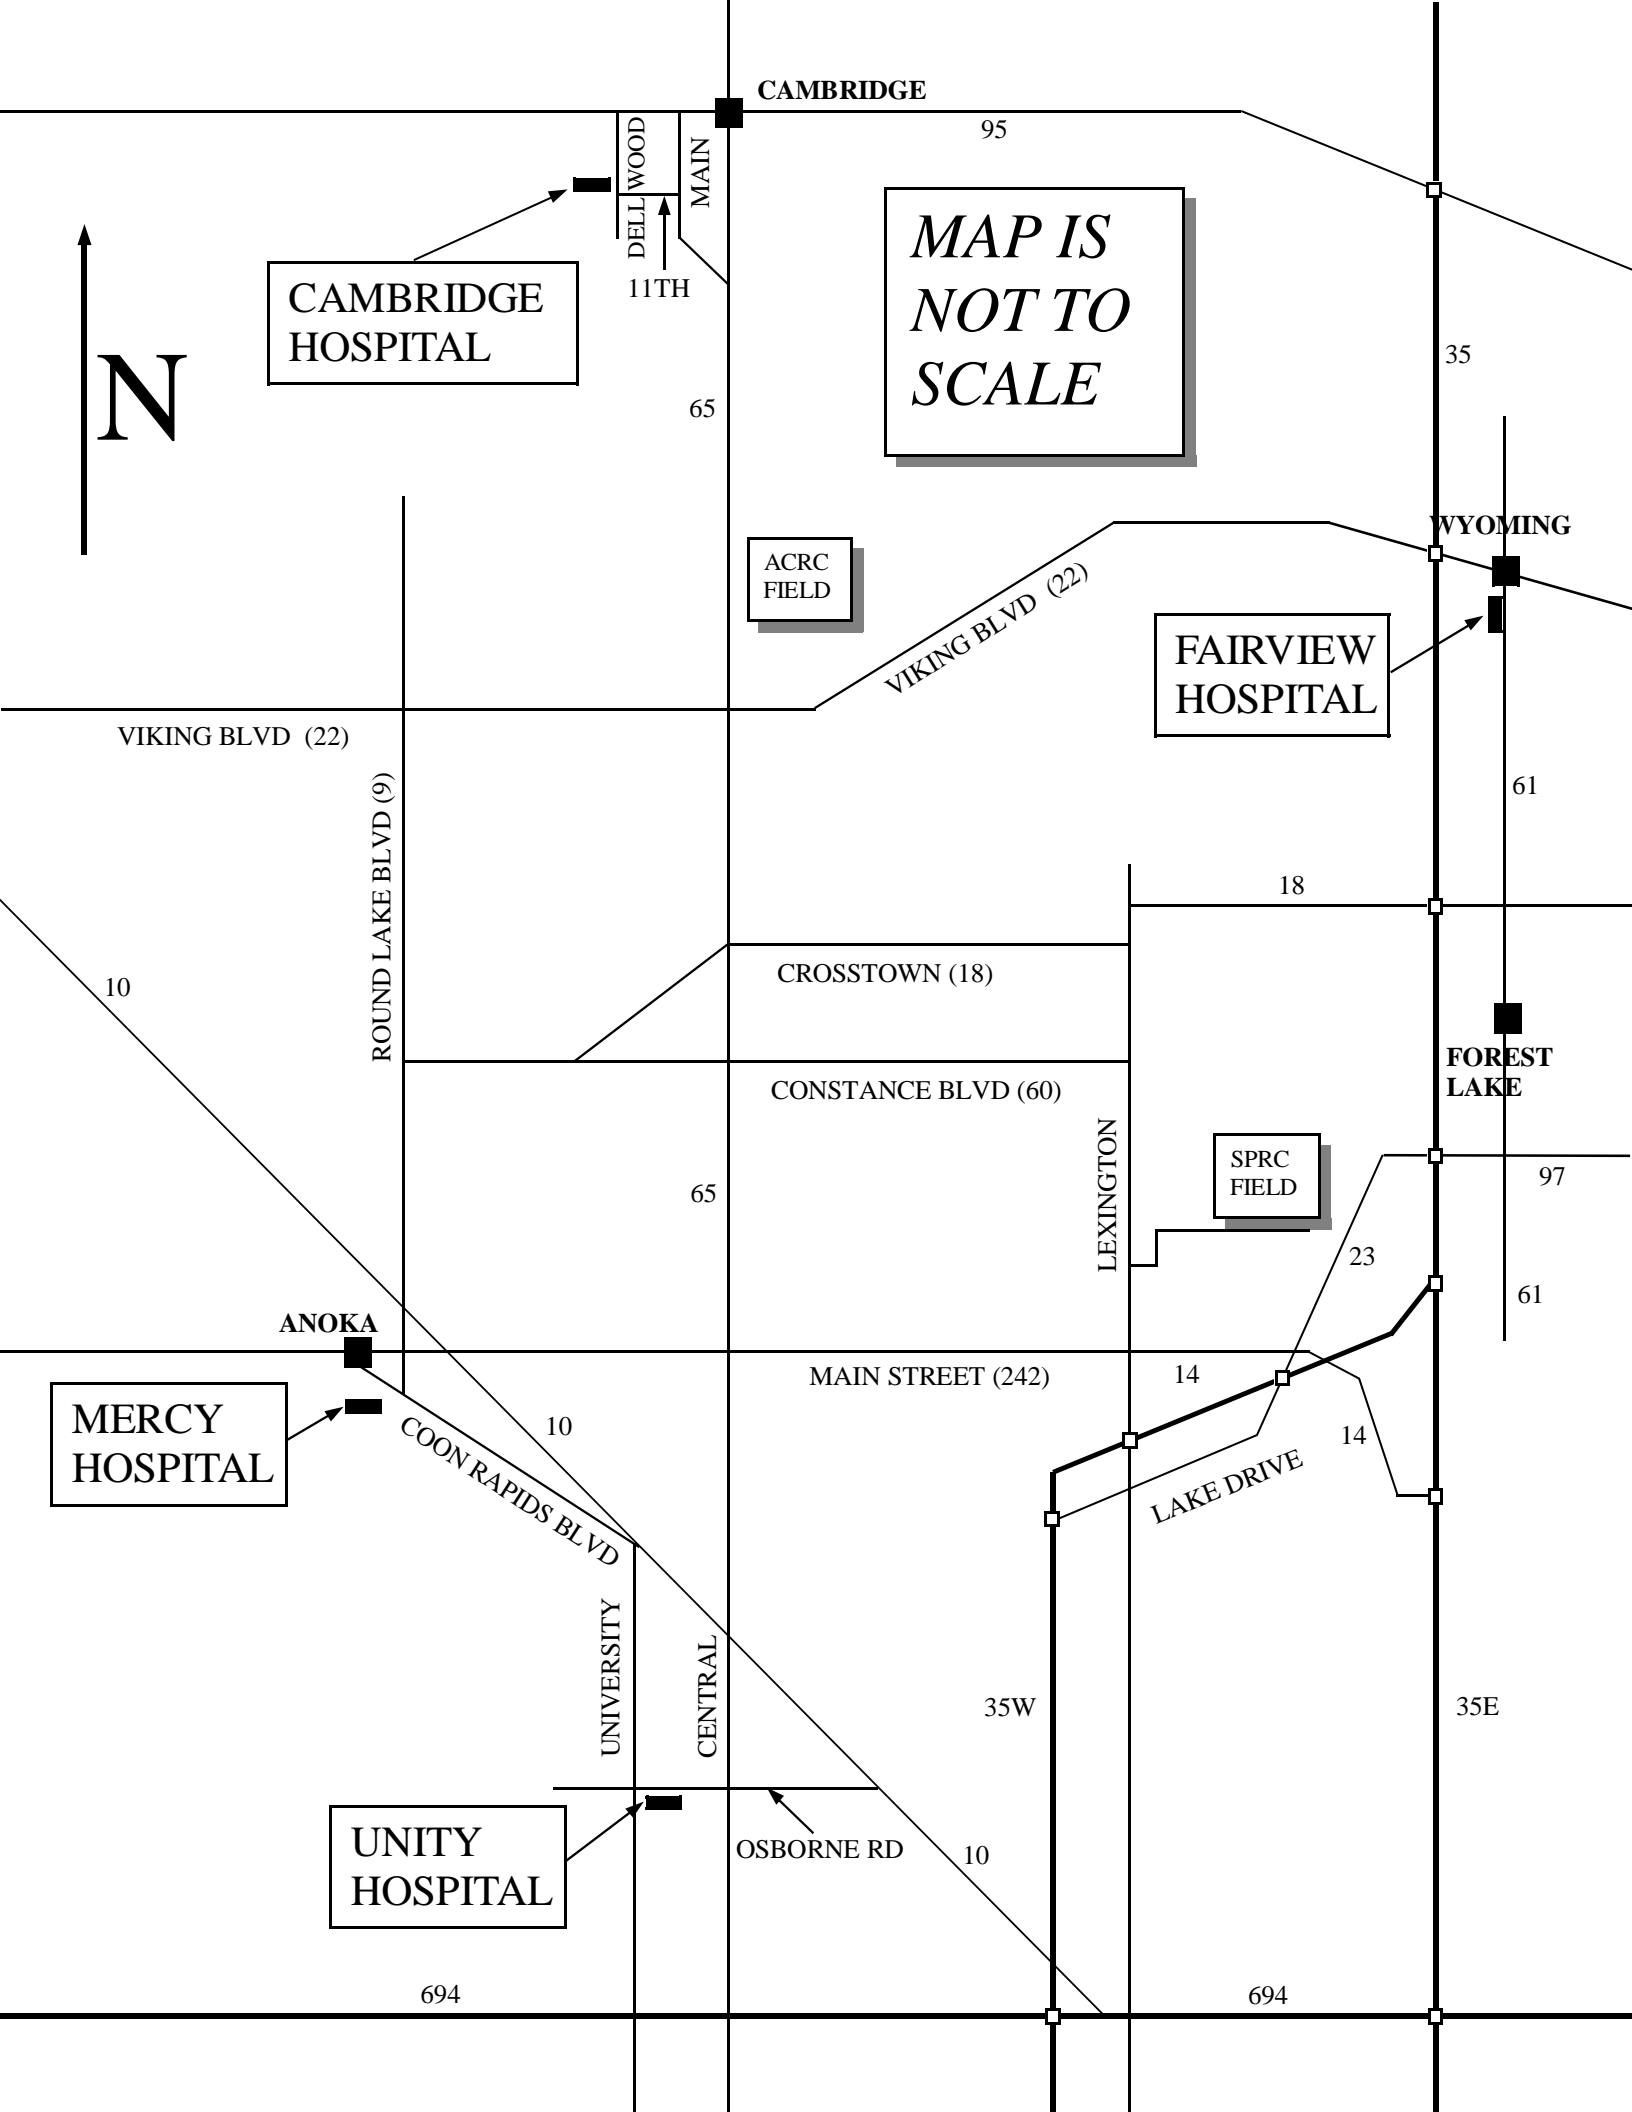 CAMBRIDGE
95
DELLWOOD
MAIN
11TH
CAMBRIDGE
HOSPITAL
MAP IS
NOT TO
SCALE
N
65
35
WYOMING
ACRC
FIELD
VIKING BLVD (22)
FAIRVIEW
HOSPITAL
VIKING BLVD (22)
61
ROUND LAKE BLVD (9)
18
10
CROSSTOWN (18)
FOREST
LAKE
CONSTANCE BLVD (60)
LEXINGTON
SPRC
FIELD
97
65
23
61
ANOKA
MAIN STREET (242)
14
MERCY
HOSPITAL
COON RAPIDS BLVD
10
14
LAKE DRIVE
UNIVERSITY
CENTRAL
35W
35E
UNITY
HOSPITAL
OSBORNE RD
10
694
694